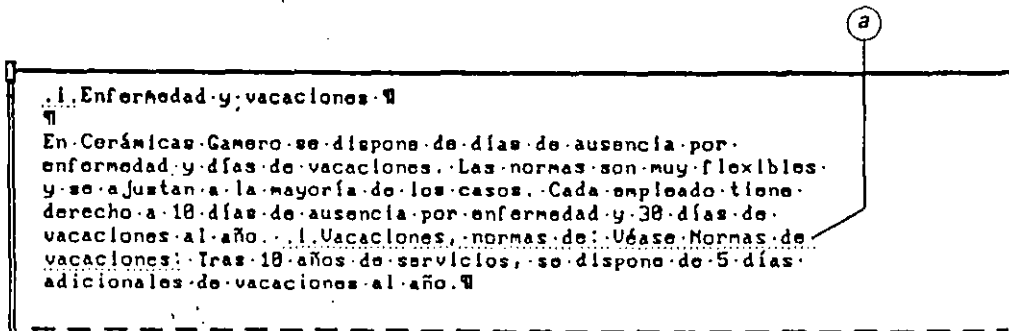 a
.i.Enfermedad·y·vacaciones·¶
¶
En·Cerámicas·Gamero·se·dispone·de·días·de·ausencia·por·
enfermedad·y·días·de·vacaciones.·Las·normas·son·muy·flexibles·
y·se·ajustan·a·la·mayoría·de·los·casos.·Cada·empleado·tiene·
derecho·a·10·días·de·ausencia·por·enfermedad·y·30·días·de·
vacaciones·al·año.·.i.Vacaciones,·normas·de:·Véase·Normas·de·
vacaciones:·Tras·10·años·de·servicios,·se·dispone·de·5·días·
adicionales·de·vacaciones·al·año.¶